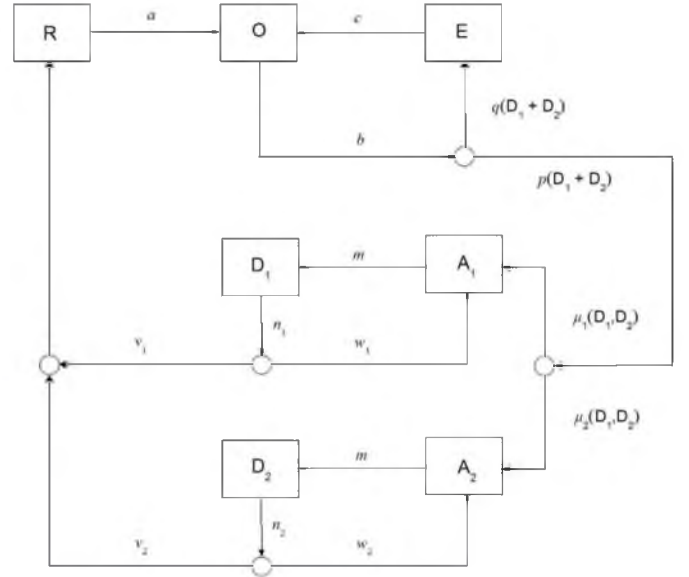 R a O c E
q(D₁ + D₂)
b
p(D₁ + D₂)
D₁ m A₁
n₁
μ₁(D₁,D₂)
v₁ w₁
μ₂(D₁,D₂)
D₂ m A₂
n₂
v₂ w₂